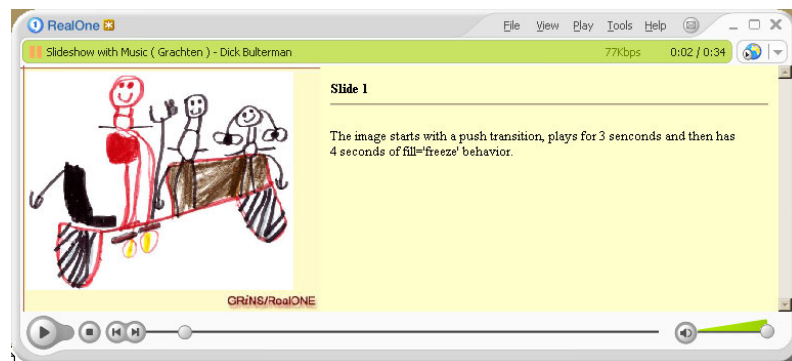 RealOne
File View Play Tools Help
Slideshow with Music ( Grachten ) - Dick Bulterman 77Kbps 0:02 / 0:34
Slide 1
The image starts with a push transition, plays for 3 senconds and then has
4 seconds of fill='freeze' behavior.
GRiNS/RealONE